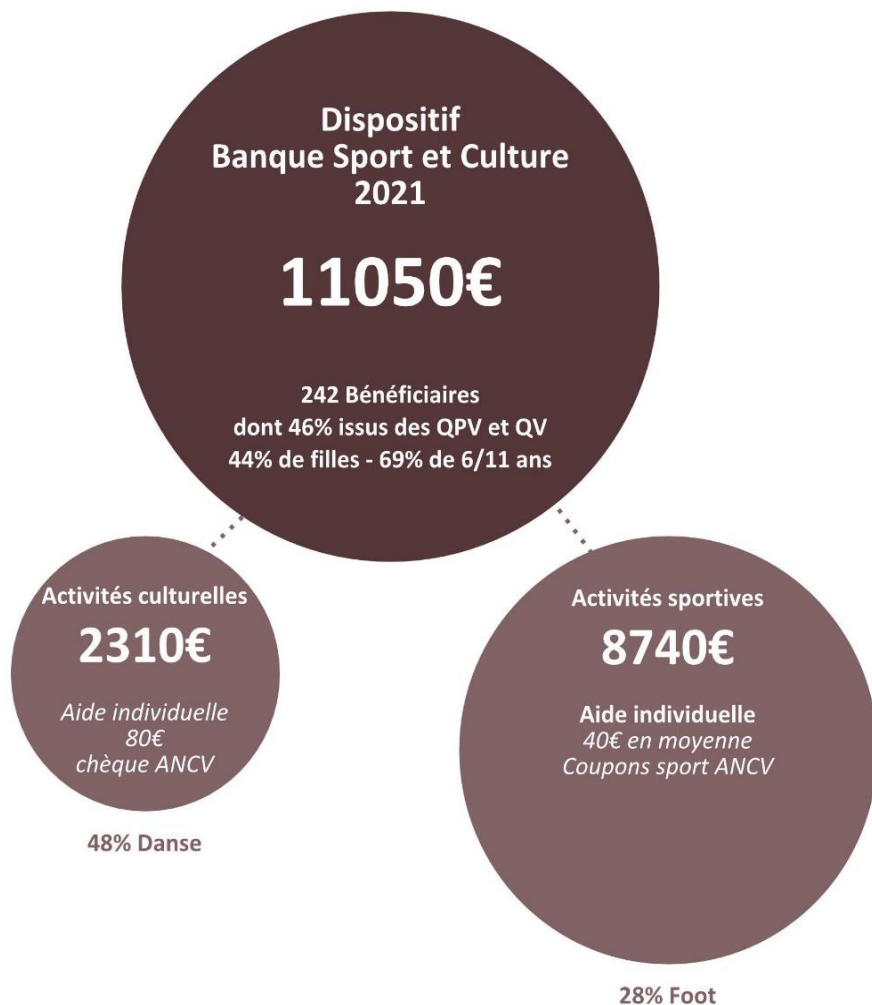 Dispositif
Banque Sport et Culture
2021
11050€
242 Bénéficiaires
dont 46% issus des QPV et QV
44% de filles - 69% de 6/11 ans
Activités culturelles
2310€
Aide individuelle
80€
chèque ANCV
48% Danse
Activités sportives
8740€
Aide individuelle
40€ en moyenne
Coupons sport ANCV
28% Foot